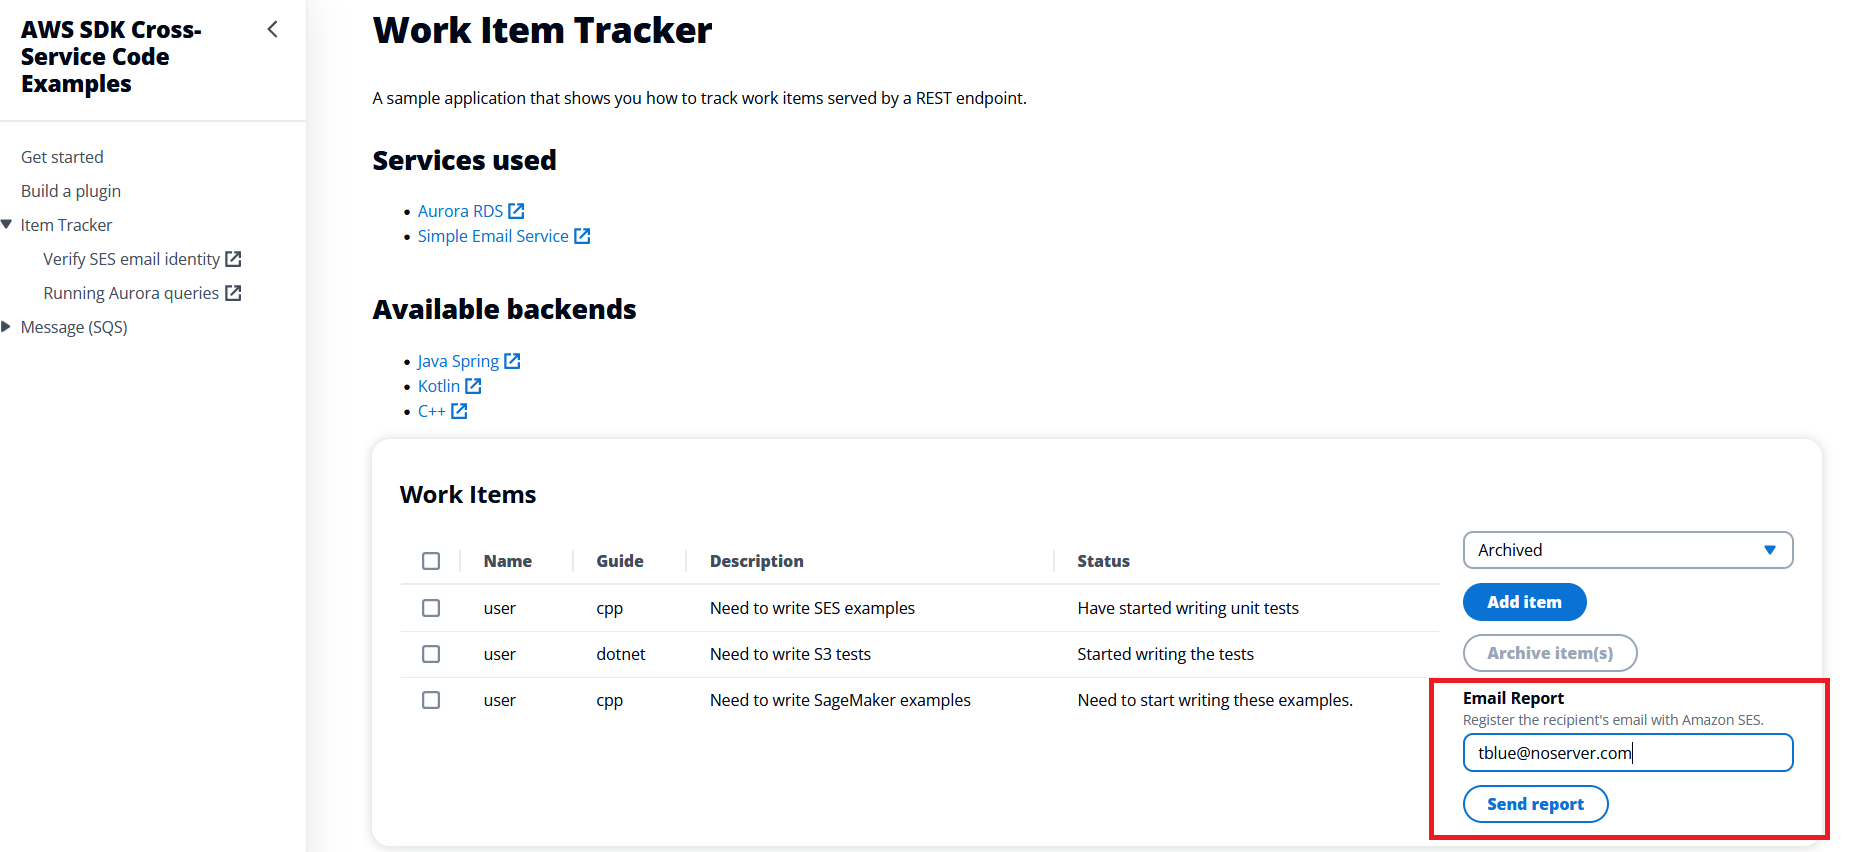 AWS SDK Cross-
Service Code
Examples
Get started
Build a plugin
Item Tracker
Verify SES email identity
Running Aurora queries
Message (SQS)
Work Item Tracker
A sample application that shows you how to track work items served by a REST endpoint.
Services used
Aurora RDS
Simple Email Service
Available backends
Java Spring
Kotlin
C++
Work Items
Name Guide Description Status
user cpp Need to write SES examples Have started writing unit tests
user dotnet Need to write S3 tests Started writing the tests
user cpp Need to write SageMaker examples Need to start writing these examples.
Archived
Add item
Archive item(s)
Email Report
Register the recipient's email with Amazon SES.
tblue@noserver.com
Send report